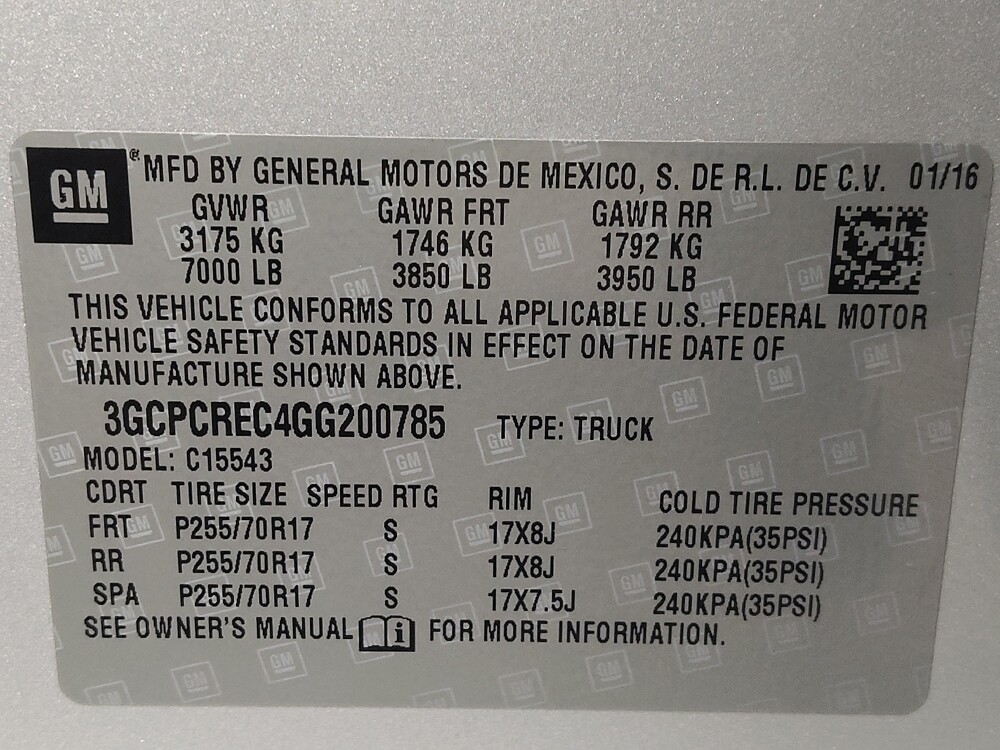 GM ® MFD BY GENERAL MOTORS DE MEXICO, S. DE R.L. DE C.V. 01/16
GVWR GAWR FRT GAWR RR
3175 KG 1746 KG 1792 KG
7000 LB 3850 LB 3950 LB
THIS VEHICLE CONFORMS TO ALL APPLICABLE U.S. FEDERAL MOTOR
VEHICLE SAFETY STANDARDS IN EFFECT ON THE DATE OF
MANUFACTURE SHOWN ABOVE.
3GCPCREC4GG200785 TYPE: TRUCK
MODEL: C15543
CDRT TIRE SIZE SPEED RTG RIM COLD TIRE PRESSURE
FRT P255/70R17 S 17X8J 240KPA(35PSI)
RR P255/70R17 S 17X8J 240KPA(35PSI)
SPA P255/70R17 S 17X7.5J 240KPA(35PSI)
SEE OWNER'S MANUAL i FOR MORE INFORMATION.